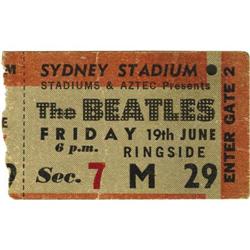 SYDNEY STADIUM
STADIUMS & AZTEC Presents
The BEATLES
FRIDAY 19th JUNE
6 p.m. RINGSIDE
Sec. 7 M 29
ENTER GATE 2